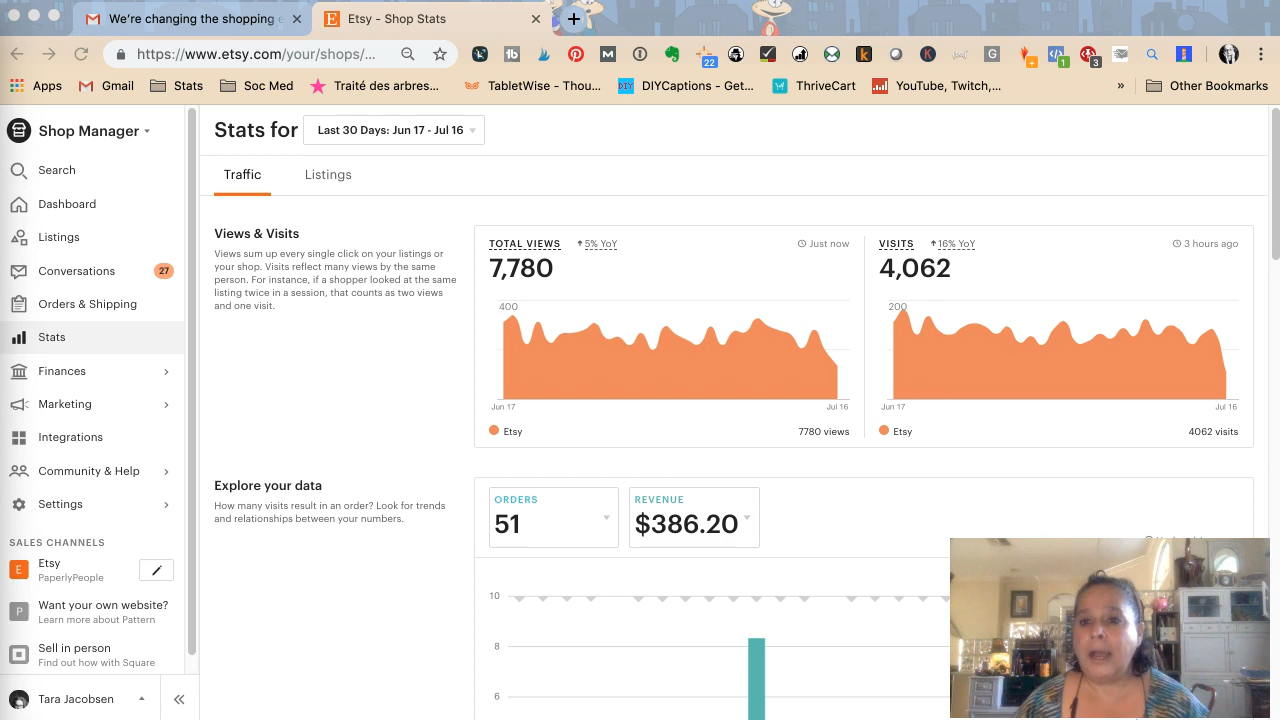 We're changing the shopping e
Etsy - Shop Stats
https://www.etsy.com/your/shops/...
22
1
3
Apps
Gmail
Stats
Soc Med
Traité des arbres...
TabletWise - Thou...
DIY
DIYCaptions - Get...
ThriveCart
YouTube, Twitch,...
»
Other Bookmarks
Shop Manager
Search
Dashboard
Listings
Conversations
27
Orders & Shipping
Stats
Finances
Marketing
Integrations
Community & Help
Settings
SALES CHANNELS
E
Etsy
PaperlyPeople
P
Want your own website?
Learn more about Pattern
Sell in person
Find out how with Square
Tara Jacobsen
Stats for
Last 30 Days: Jun 17 - Jul 16
Traffic
Listings
Views & Visits
Views sum up every single click on your listings or
your shop. Visits reflect many views by the same
person. For instance, if a shopper looked at the same
listing twice in a session, that counts as two views
and one visit.
TOTAL VIEWS
5% YoY
Just now
7,780
400
Jun 17
Jul 16
Etsy
7780 views
VISITS
16% YoY
3 hours ago
4,062
200
Jun 17
Jul 16
Etsy
4062 visits
Explore your data
How many visits result in an order? Look for trends
and relationships between your numbers.
ORDERS
51
REVENUE
$386.20
10
8
6